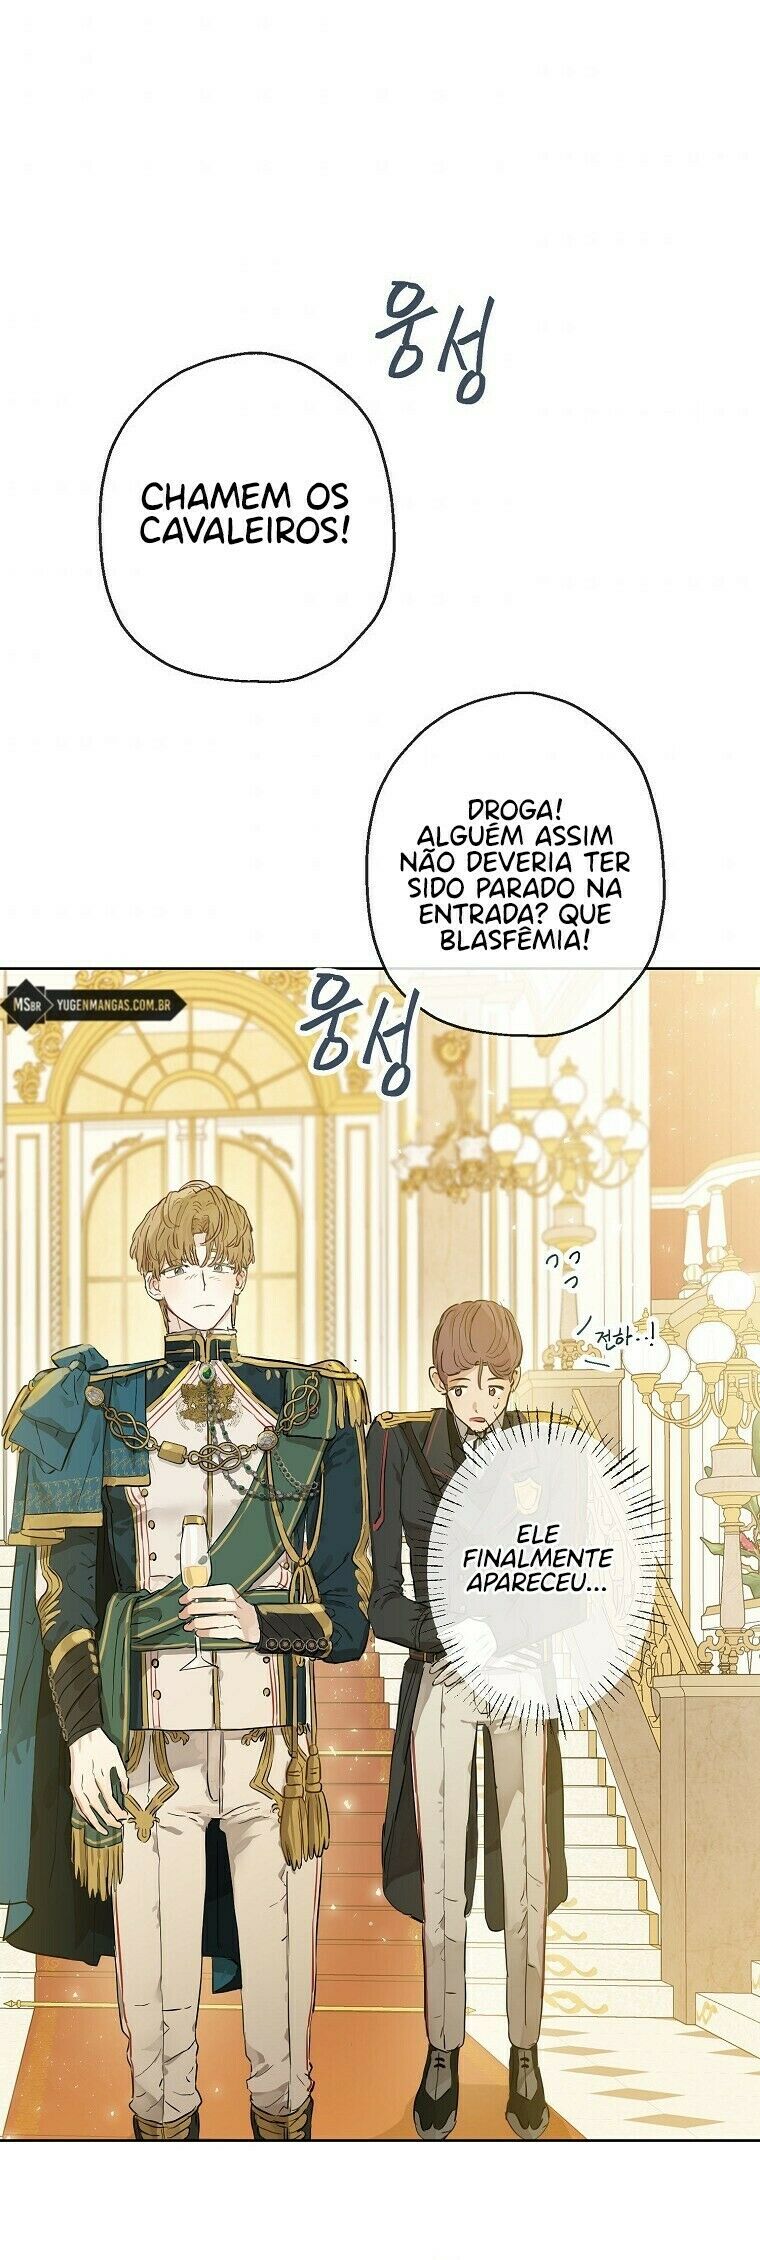 웅성
CHAMEM OS
CAVALEIROS!
DROGA!
ALGUÉM ASSIM
NÃO DEVERIA TER
SIDO PARADO NA
ENTRADA? QUE
BLASFÊMIA!
MSBR YUGENMANGAS.COM.BR
웅성
전하..!
ELE
FINALMENTE
APARECEU...